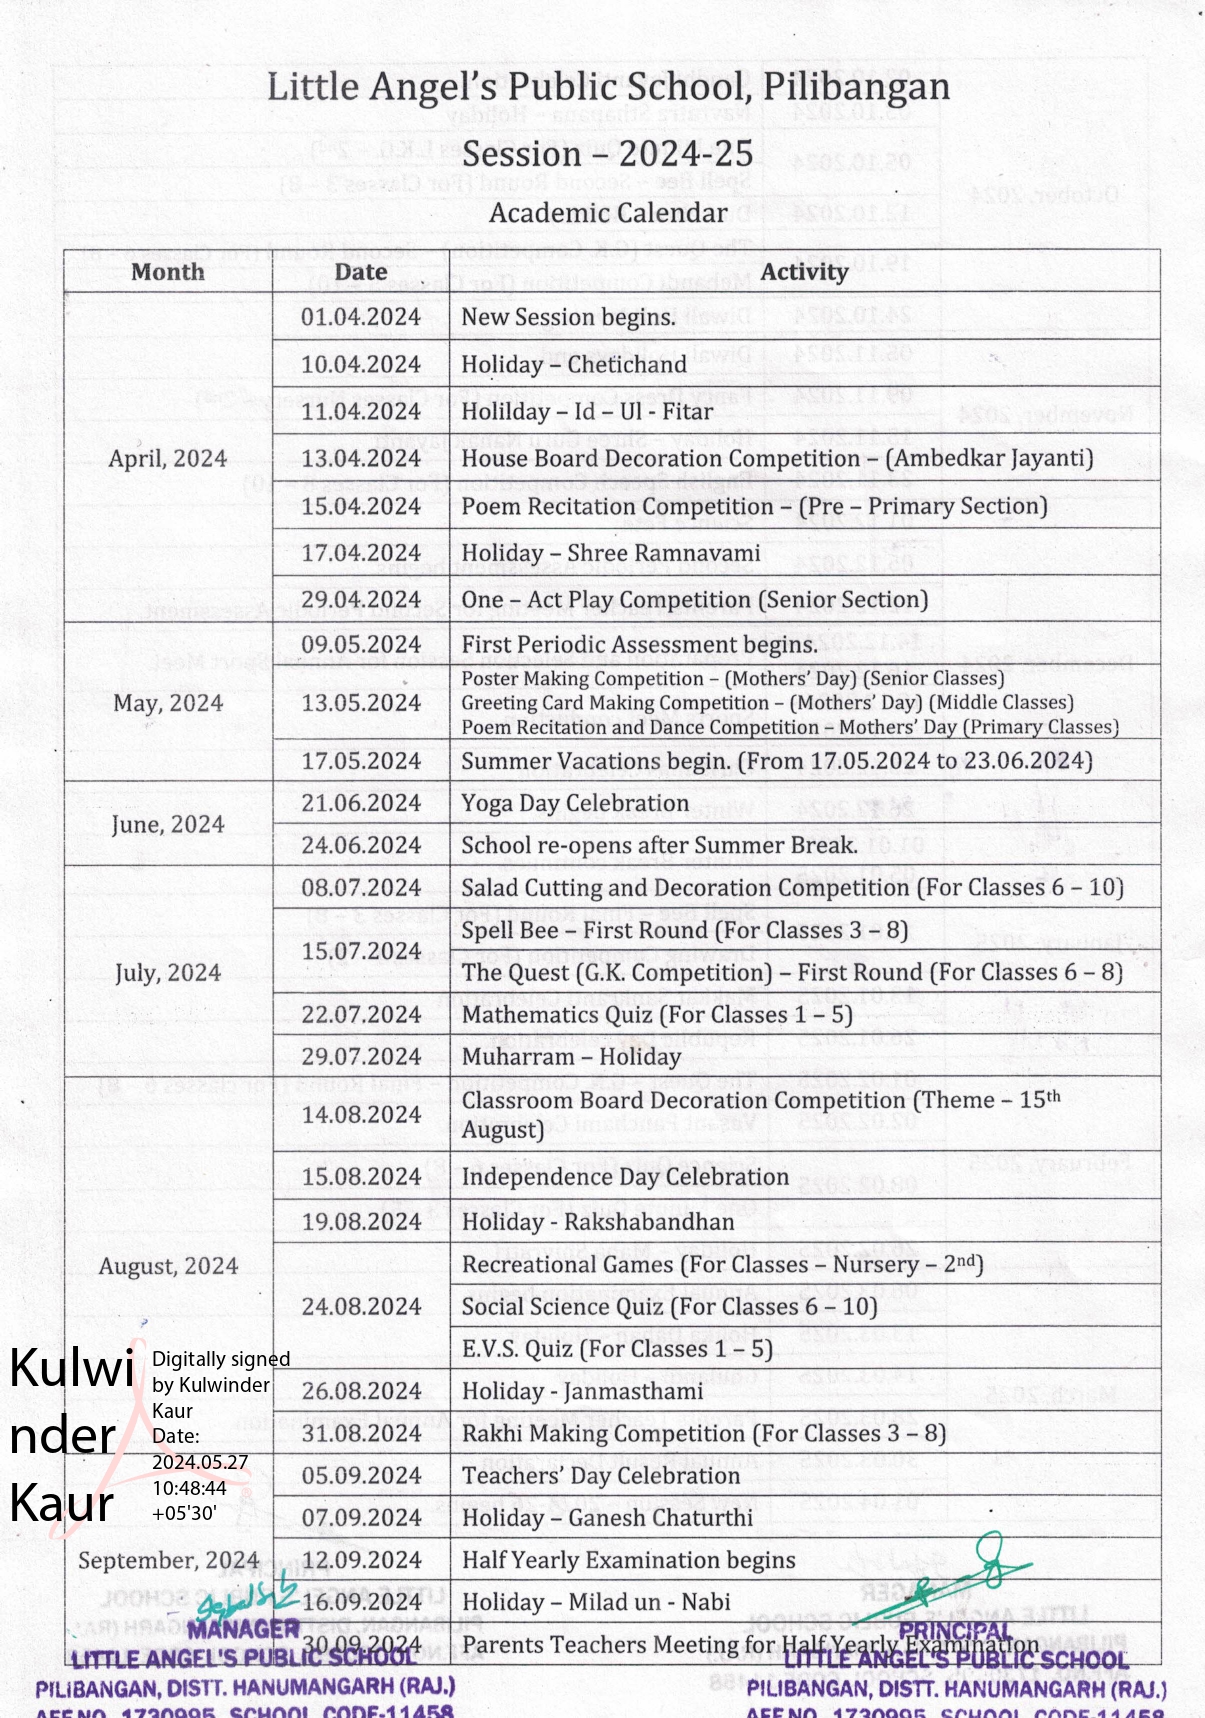 Little Angel's Public School, Pilibangan
Session – 2024-25
Academic Calendar
Month Date Activity
April, 2024
01.04.2024 New Session begins.
10.04.2024 Holiday – Chetichand
11.04.2024 Holilday – Id – Ul - Fitar
13.04.2024 House Board Decoration Competition – (Ambedkar Jayanti)
15.04.2024 Poem Recitation Competition – (Pre – Primary Section)
17.04.2024 Holiday – Shree Ramnavami
29.04.2024 One – Act Play Competition (Senior Section)
May, 2024
09.05.2024 First Periodic Assessment begins.
13.05.2024
Poster Making Competition – (Mothers' Day) (Senior Classes)
Greeting Card Making Competition – (Mothers' Day) (Middle Classes)
Poem Recitation and Dance Competition – Mothers' Day (Primary Classes)
17.05.2024 Summer Vacations begin. (From 17.05.2024 to 23.06.2024)
June, 2024
21.06.2024 Yoga Day Celebration
24.06.2024 School re-opens after Summer Break.
July, 2024
08.07.2024 Salad Cutting and Decoration Competition (For Classes 6 – 10)
15.07.2024
Spell Bee – First Round (For Classes 3 – 8)
The Quest (G.K. Competition) – First Round (For Classes 6 – 8)
22.07.2024 Mathematics Quiz (For Classes 1 – 5)
29.07.2024 Muharram – Holiday
August, 2024
14.08.2024
Classroom Board Decoration Competition (Theme – 15th
August)
15.08.2024 Independence Day Celebration
19.08.2024 Holiday - Rakshabandhan
24.08.2024
Recreational Games (For Classes – Nursery – 2nd)
Social Science Quiz (For Classes 6 – 10)
E.V.S. Quiz (For Classes 1 – 5)
26.08.2024 Holiday - Janmasthami
31.08.2024 Rakhi Making Competition (For Classes 3 – 8)
September, 2024
05.09.2024 Teachers' Day Celebration
07.09.2024 Holiday – Ganesh Chaturthi
12.09.2024 Half Yearly Examination begins
16.09.2024 Holiday – Milad un - Nabi
30.09.2024 Parents Teachers Meeting for Half Yearly Examination
Kulwi
nder
Kaur
Digitally signed
by Kulwinder
Kaur
Date:
2024.05.27
10:48:44
+05'30'
MANAGER
LITTLE ANGEL'S PUBLIC SCHOOL
PILIBANGAN, DISTT. HANUMANGARH (RAJ.)
AFF.NO. 1730995, SCHOOL CODE-11458
PRINCIPAL
LITTLE ANGEL'S PUBLIC SCHOOL
PILIBANGAN, DISTT. HANUMANGARH (RAJ.)
AFF.NO. 1730995, SCHOOL CODE-11458